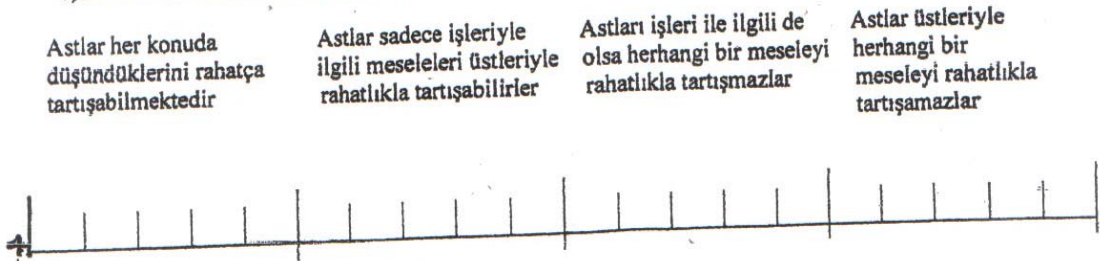 Astlar her konuda
düşündüklerini rahatça
tartışabilmektedir
Astlar sadece işleriyle
ilgili meseleleri üstleriyle
rahatlıkla tartışabilirler
Astları işleri ile ilgili de
olsa herhangi bir meseleyi
rahatlıkla tartışmazlar
Astlar üstleriyle
herhangi bir
meseleyi rahatlıkla
tartışamazlar